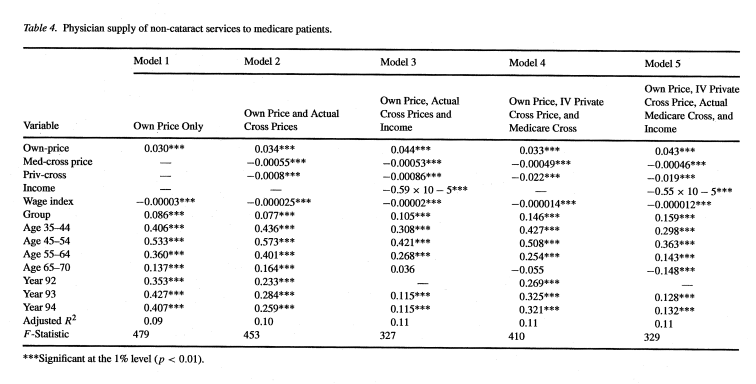 Table 4. Physician supply of non-cataract services to medicare patients.
Model 1 Model 2 Model 3 Model 4 Model 5
Own Price, IV Private
Own Price, Actual Own Price, IV Private Cross Price, Actual
Own Price and Actual Cross Prices and Cross Price, and Medicare Cross, and
Variable Own Price Only Cross Prices Income Medicare Cross Income
Own-price 0.030*** 0.034*** 0.044*** 0.033*** 0.043***
Med-cross price — −0.00055*** −0.00053*** −0.00049*** −0.00046***
Priv-cross — −0.0008*** −0.00086*** −0.022*** −0.019***
Income — — −0.59 × 10 − 5*** — −0.55 × 10 − 5***
Wage index −0.00003*** −0.000025*** −0.00002*** −0.000014*** −0.000012***
Group 0.086*** 0.077*** 0.105*** 0.146*** 0.159***
Age 35–44 0.406*** 0.436*** 0.308*** 0.427*** 0.298***
Age 45–54 0.533*** 0.573*** 0.421*** 0.508*** 0.363***
Age 55–64 0.360*** 0.401*** 0.268*** 0.254*** 0.143***
Age 65–70 0.137*** 0.164*** 0.036 −0.055 −0.148***
Year 92 0.353*** 0.233*** — 0.269*** —
Year 93 0.427*** 0.284*** 0.115*** 0.325*** 0.128***
Year 94 0.407*** 0.259*** 0.115*** 0.321*** 0.132***
Adjusted R² 0.09 0.10 0.11 0.11 0.11
F-Statistic 479 453 327 410 329
***Significant at the 1% level (p < 0.01).